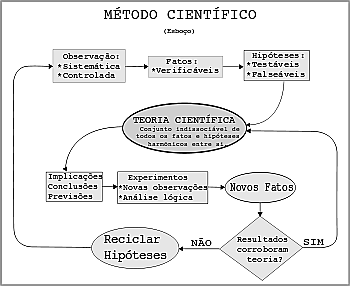 MÉTODO CIENTÍFICO
(Esboço)
Observação:
*Sistemática
*Controlada
Fatos:
*Verificáveis
Hipóteses:
*Testáveis
*Falseáveis
TEORIA CIENTÍFICA
Conjunto indissociável de
todos os fatos e hipóteses
harmônicos entre si.
Implicações
Conclusões
Previsões
Experimentos
*Novas observações
*Análise lógica
Novos Fatos
Resultados
corroboram
teoria?
NÃO
SIM
Reciclar
Hipóteses